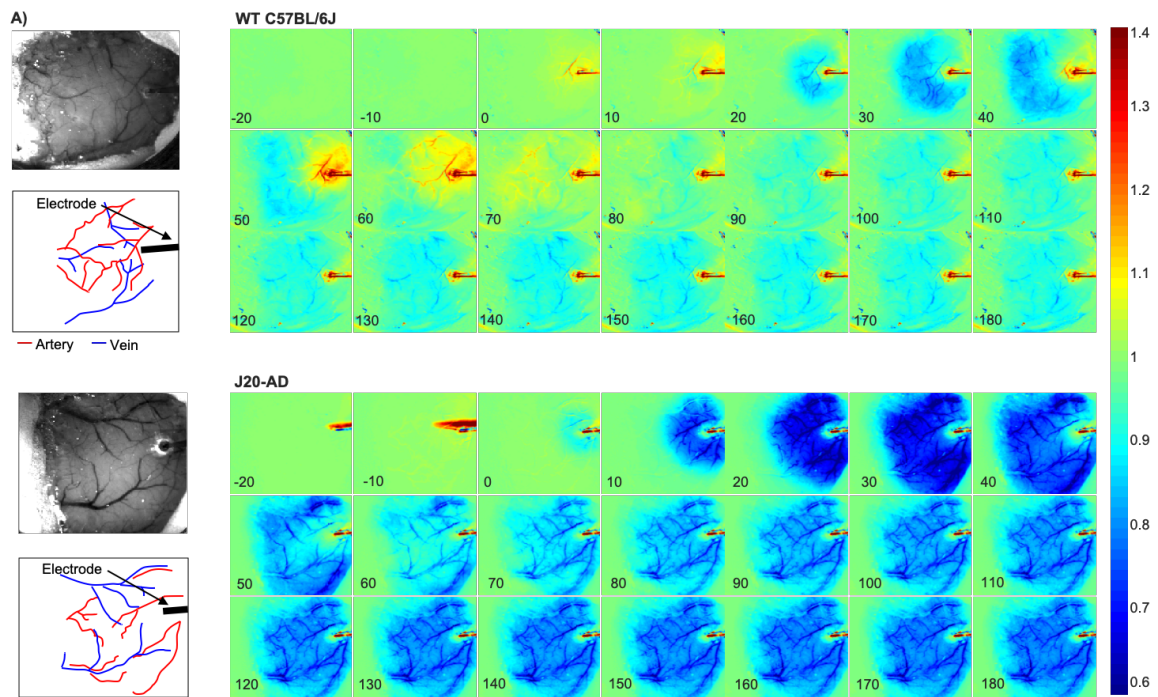 A)
WT C57BL/6J
-20 -10 0 10 20 30 40
50 60 70 80 90 100 110
120 130 140 150 160 170 180
Electrode
Artery Vein
J20-AD
-20 -10 0 10 20 30 40
50 60 70 80 90 100 110
120 130 140 150 160 170 180
Electrode
1.4
1.3
1.2
1.1
1
0.9
0.8
0.7
0.6